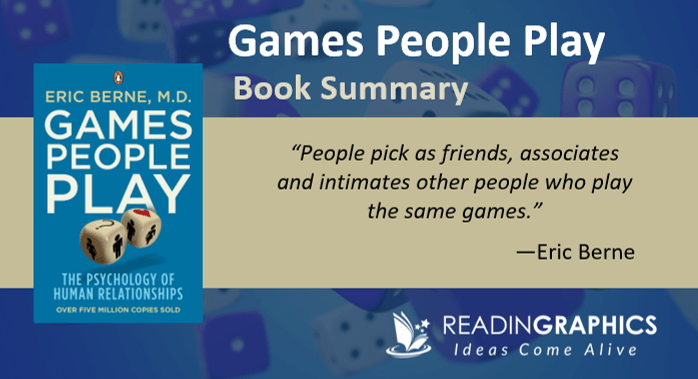 Games People Play
Book Summary
ERIC BERNE, M.D.
GAMES
PEOPLE
PLAY
?
THE PSYCHOLOGY OF
HUMAN RELATIONSHIPS
OVER FIVE MILLION COPIES SOLD
“People pick as friends, associates
and intimates other people who play
the same games.”
—Eric Berne
READINGRAPHICS
Ideas Come Alive